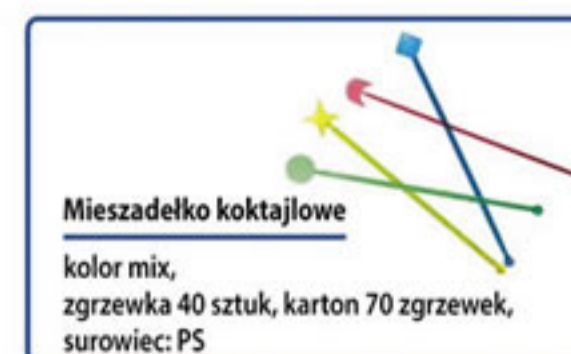 Mieszadełko koktajlowe
kolor mix,
zgrzewka 40 sztuk, karton 70 zgrzewek,
surowiec: PS